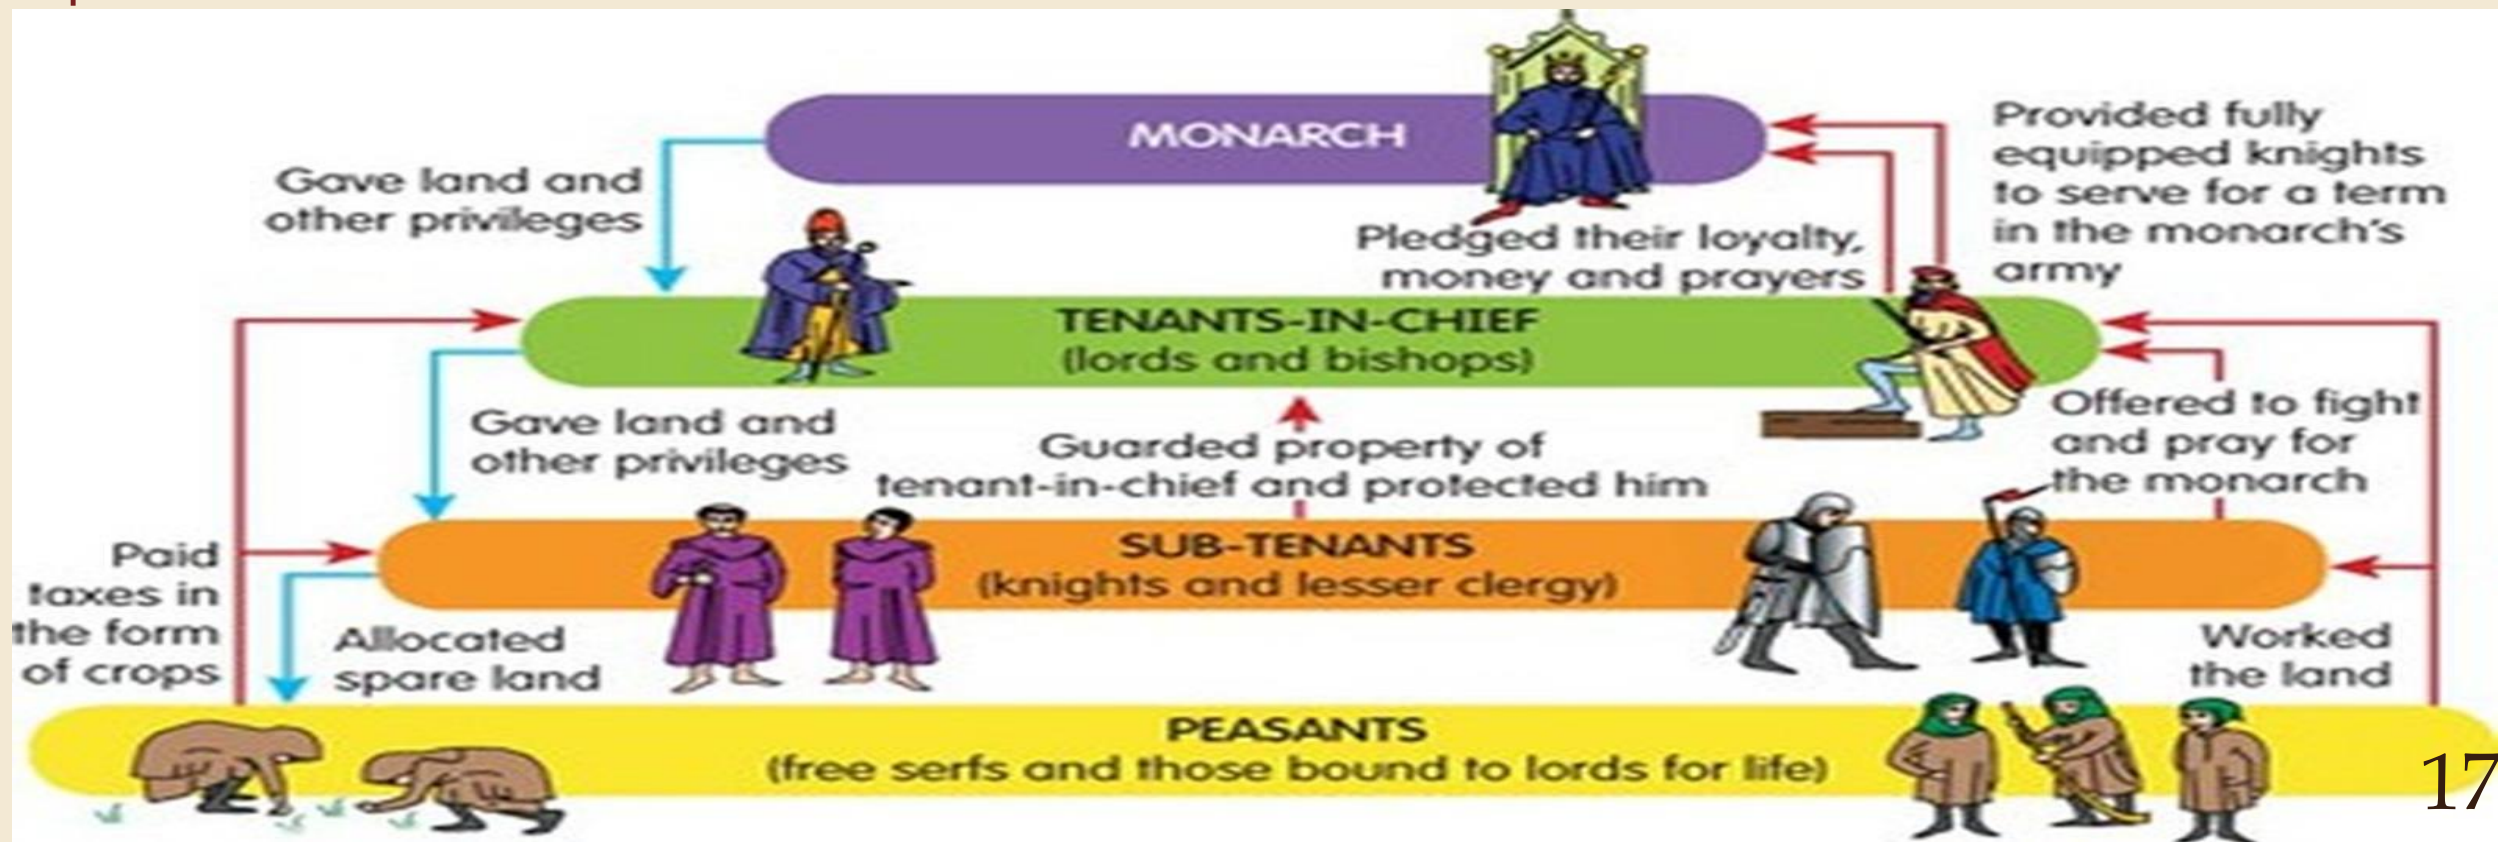 MONARCH
Provided fully
equipped knights
to serve for a term
in the monarch's
army
Gave land and
other privileges
Pledged their loyalty,
money and prayers
TENANTS-IN-CHIEF
(lords and bishops)
Gave land and
other privileges
Guarded property of
tenant-in-chief and protected him
Offered to fight
and pray for
the monarch
SUB-TENANTS
(knights and lesser clergy)
Paid
taxes in
the form
of crops
Allocated
spare land
Worked
the land
PEASANTS
(free serfs and those bound to lords for life)
17